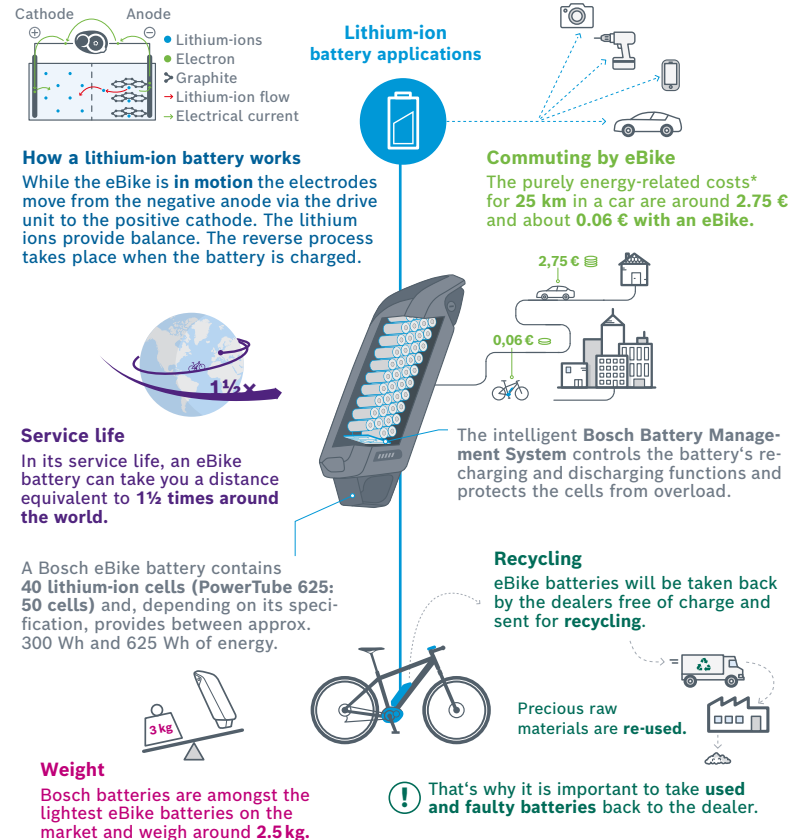 Cathode
Anode
+
−
Lithium-ions
Electron
Graphite
Lithium-ion flow
Electrical current
Lithium-ion
battery applications
How a lithium-ion battery works
While the eBike is in motion the electrodes
move from the negative anode via the drive
unit to the positive cathode. The lithium
ions provide balance. The reverse process
takes place when the battery is charged.
Commuting by eBike
The purely energy-related costs*
for 25 km in a car are around 2.75 €
and about 0.06 € with an eBike.
2,75 €
0,06 €
1½×
Service life
In its service life, an eBike
battery can take you a distance
equivalent to 1½ times around
the world.
The intelligent Bosch Battery Manage-
ment System controls the battery‘s re-
charging and discharging functions and
protects the cells from overload.
A Bosch eBike battery contains
40 lithium-ion cells (PowerTube 625:
50 cells) and, depending on its speci-
fication, provides between approx.
300 Wh and 625 Wh of energy.
Recycling
eBike batteries will be taken back
by the dealers free of charge and
sent for recycling.
Precious raw
materials are re-used.
3 kg
Weight
Bosch batteries are amongst the
lightest eBike batteries on the
market and weigh around 2.5 kg.
!
That‘s why it is important to take used
and faulty batteries back to the dealer.